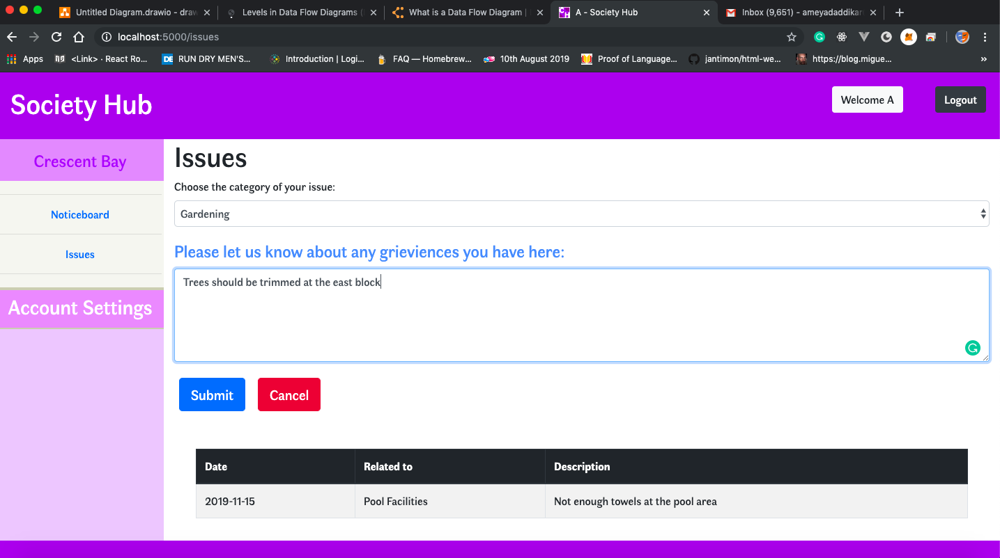 Untitled Diagram.drawio - draw
Levels in Data Flow Diagrams (
What is a Data Flow Diagram |
A - Society Hub
Inbox (9,651) - ameyadaddikar
localhost:5000/issues
Apps
<Link> · React Ro...
DE
RUN DRY MEN'S...
Introduction | Logi...
FAQ — Homebrew...
10th August 2019
Proof of Language...
jantimon/html-we...
https://blog.migue...
»
Society Hub
Welcome A
Logout
Crescent Bay
Noticeboard
Issues
Account Settings
Issues
Choose the category of your issue:
Gardening
Please let us know about any grieviences you have here:
Trees should be trimmed at the east block
Submit
Cancel
Date Related to Description
2019-11-15 Pool Facilities Not enough towels at the pool area